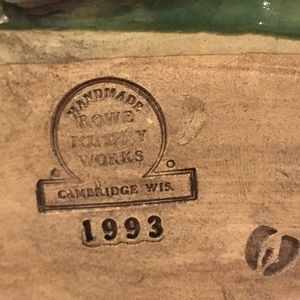 HANDMADE
ROWE
POTTERY
WORKS
CAMBRIDGE, WIS.
1993